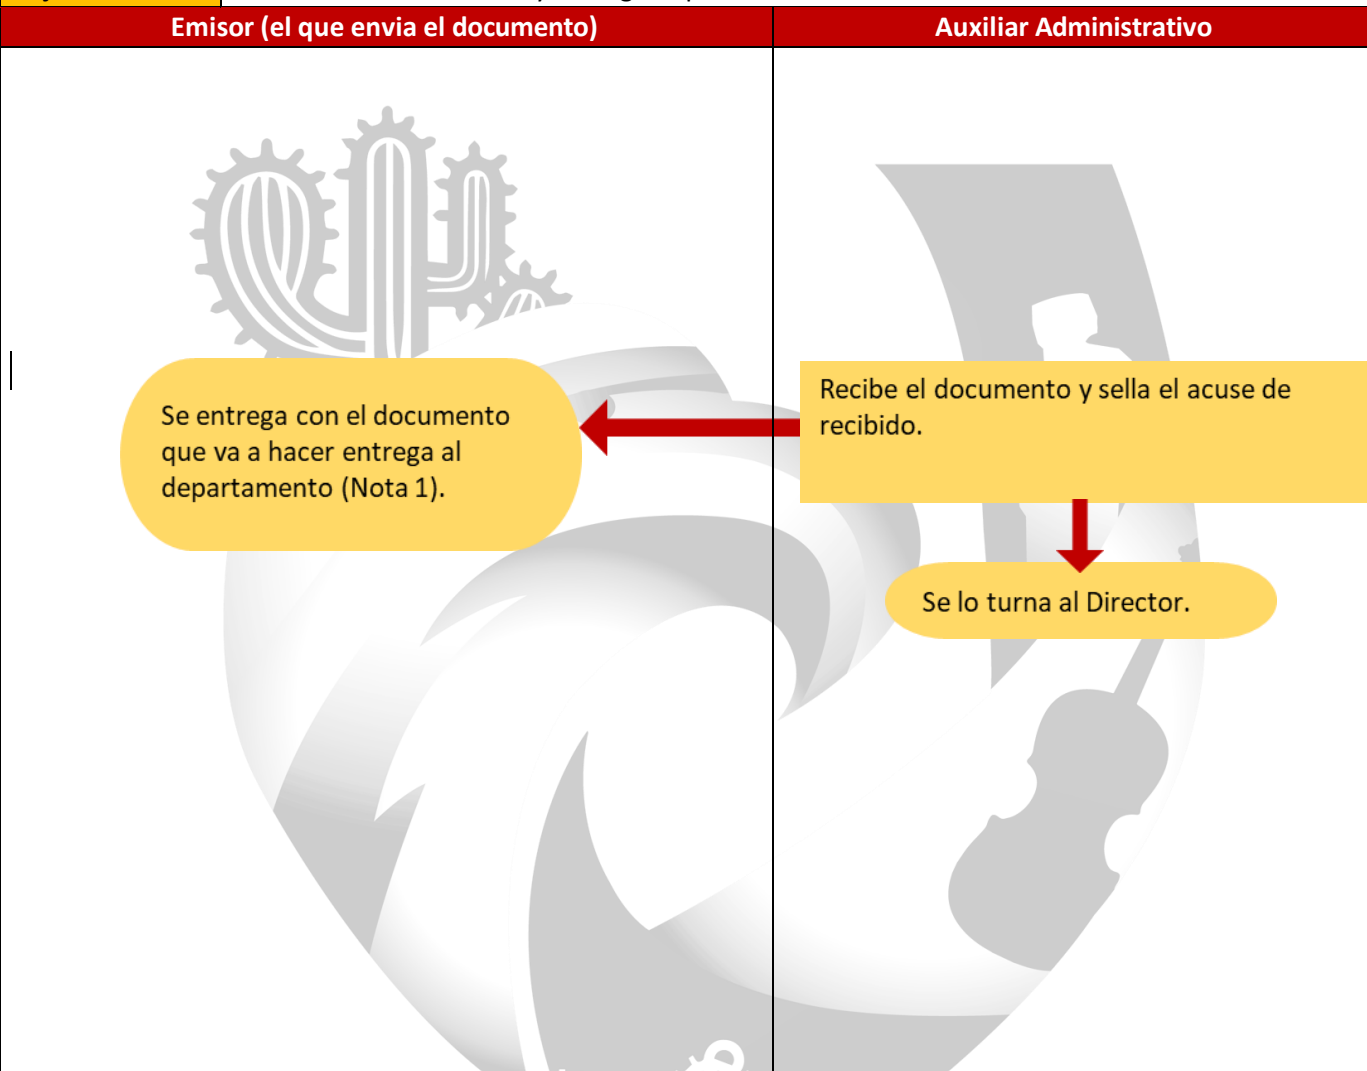 Emisor (el que envia el documento)
Auxiliar Administrativo
Se entrega con el documento
que va a hacer entrega al
departamento (Nota 1).
Recibe el documento y sella el acuse de
recibido.
Se lo turna al Director.